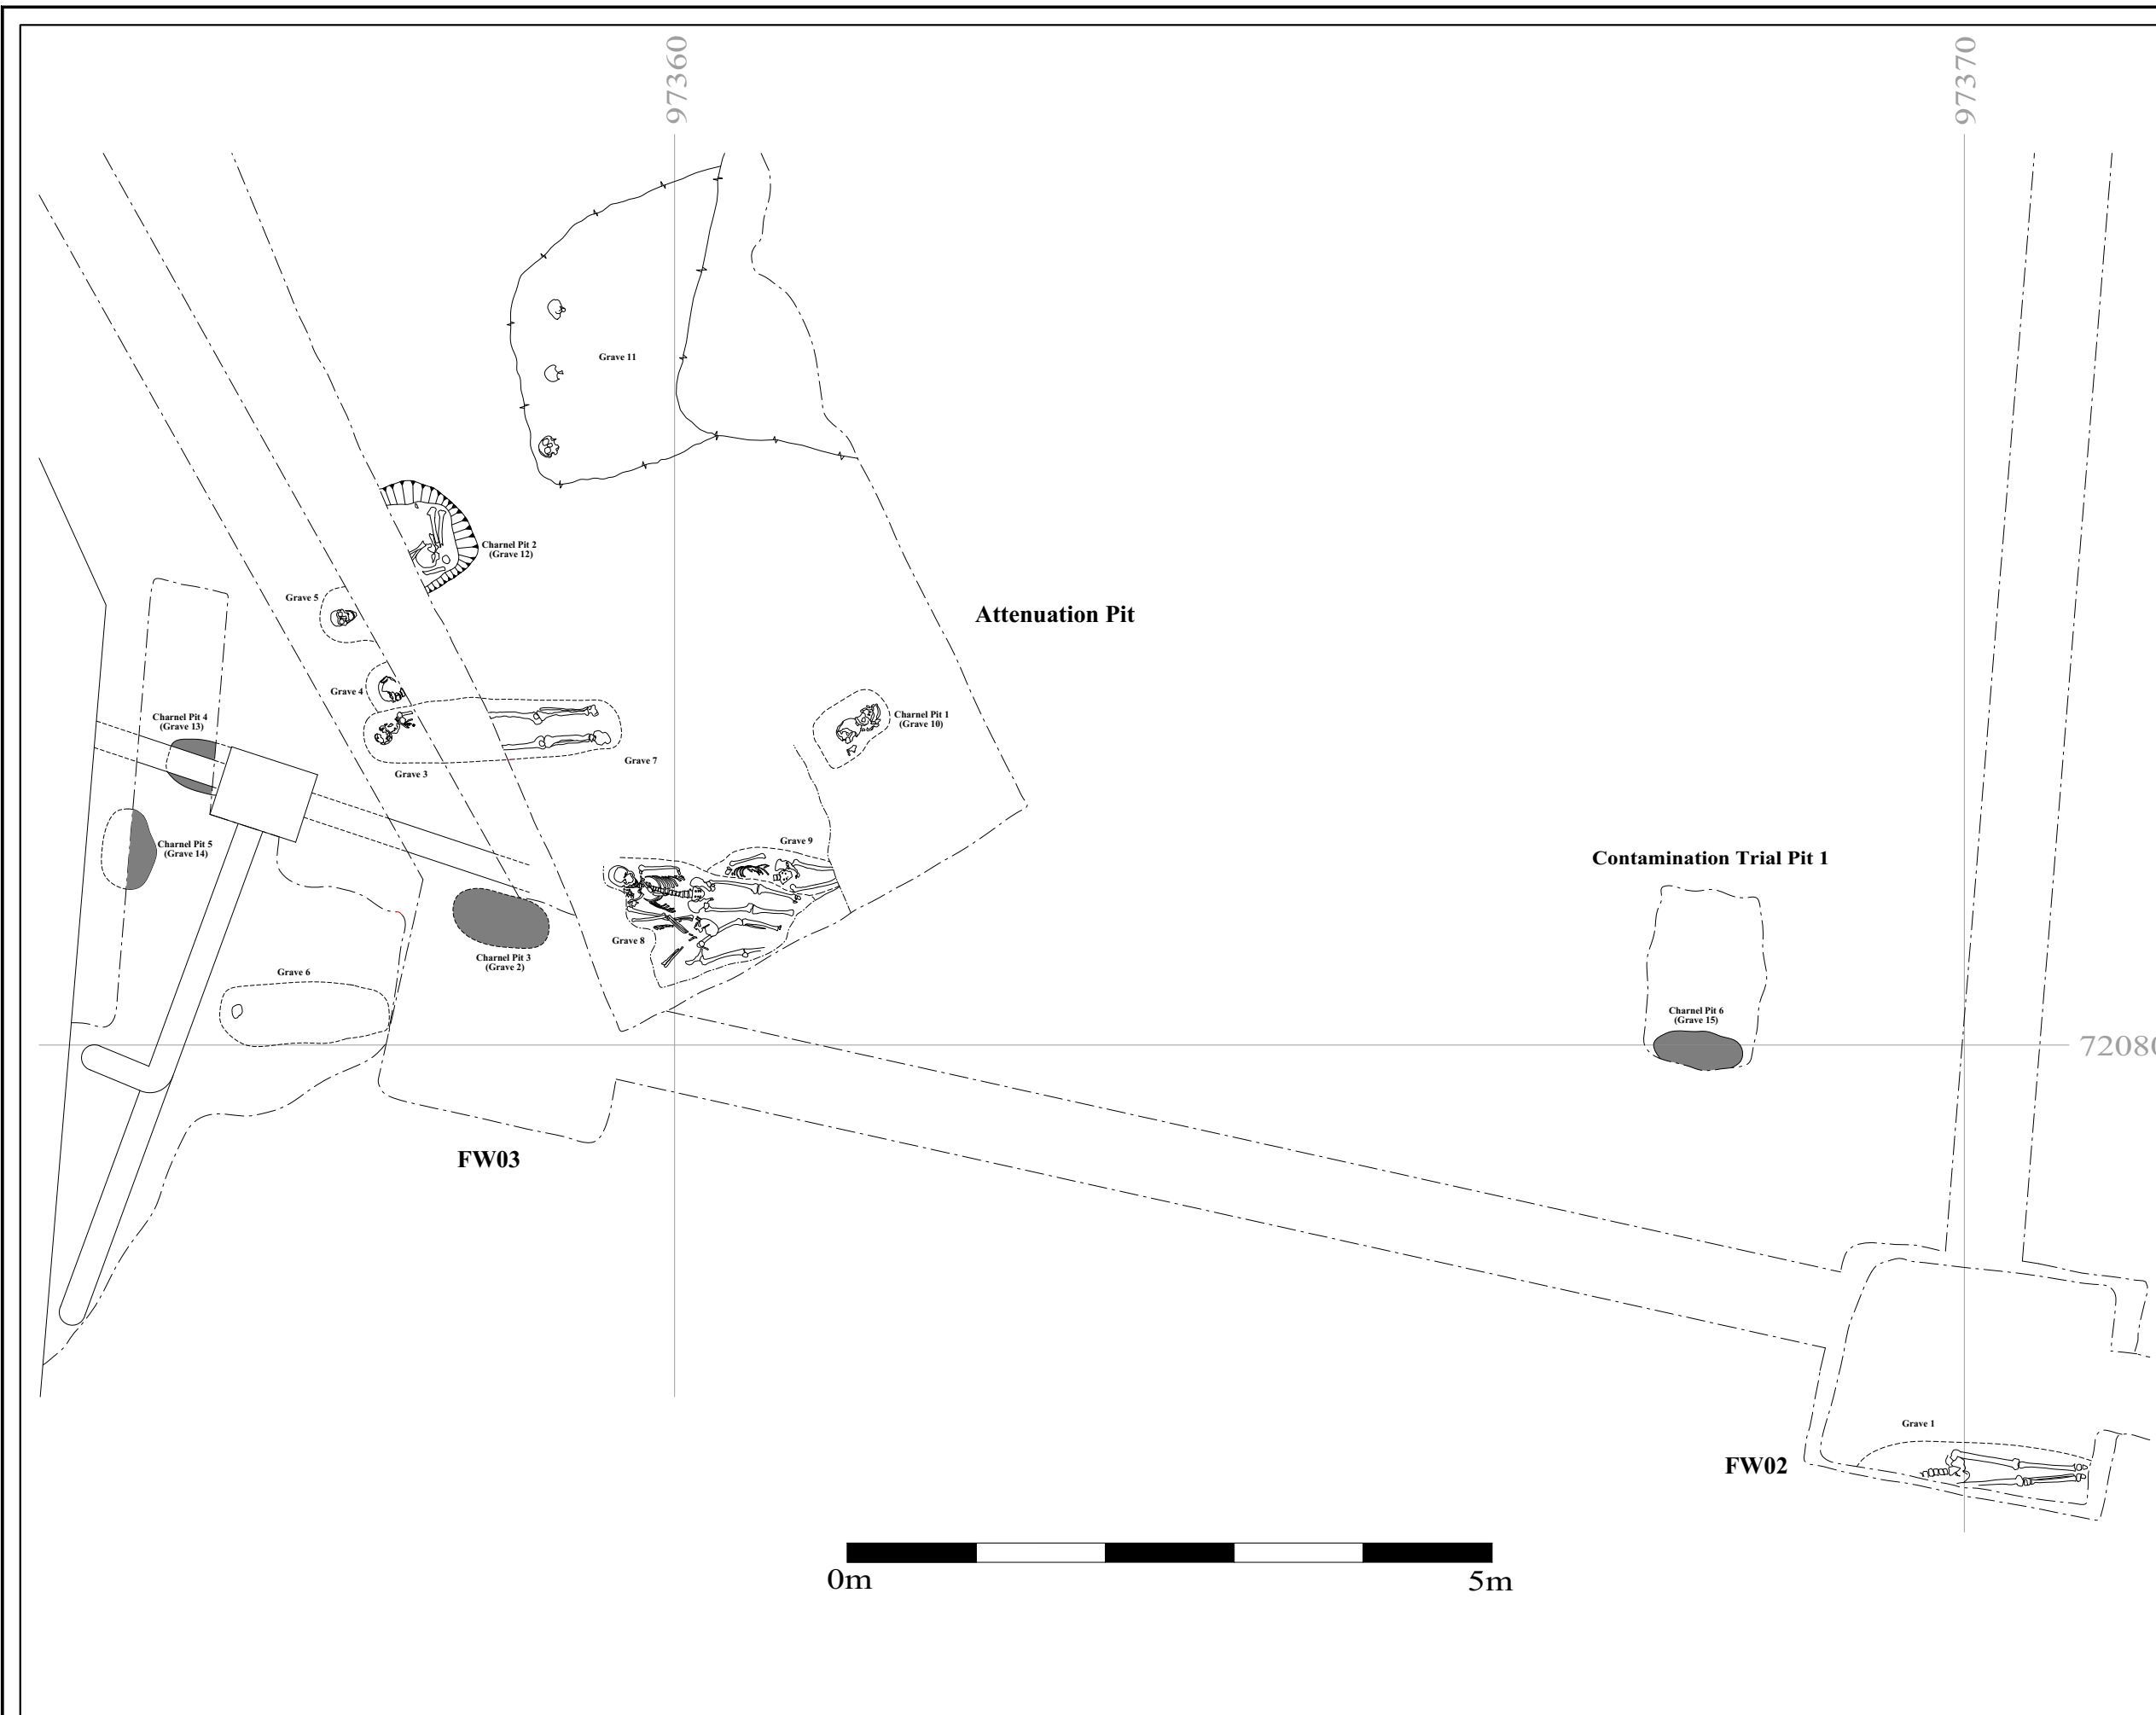 97360
97370
Grave 11
Charnel Pit 2
(Grave 12)
Grave 5
Attenuation Pit
Grave 4
Charnel Pit 4
(Grave 13)
Charnel Pit 1
(Grave 10)
Grave 7
Grave 3
Grave 9
Charnel Pit 5
(Grave 14)
Contamination Trial Pit 1
Grave 8
Charnel Pit 3
(Grave 2)
Grave 6
Charnel Pit 6
(Grave 15)
72080
FW03
Grave 1
FW02
0m
5m